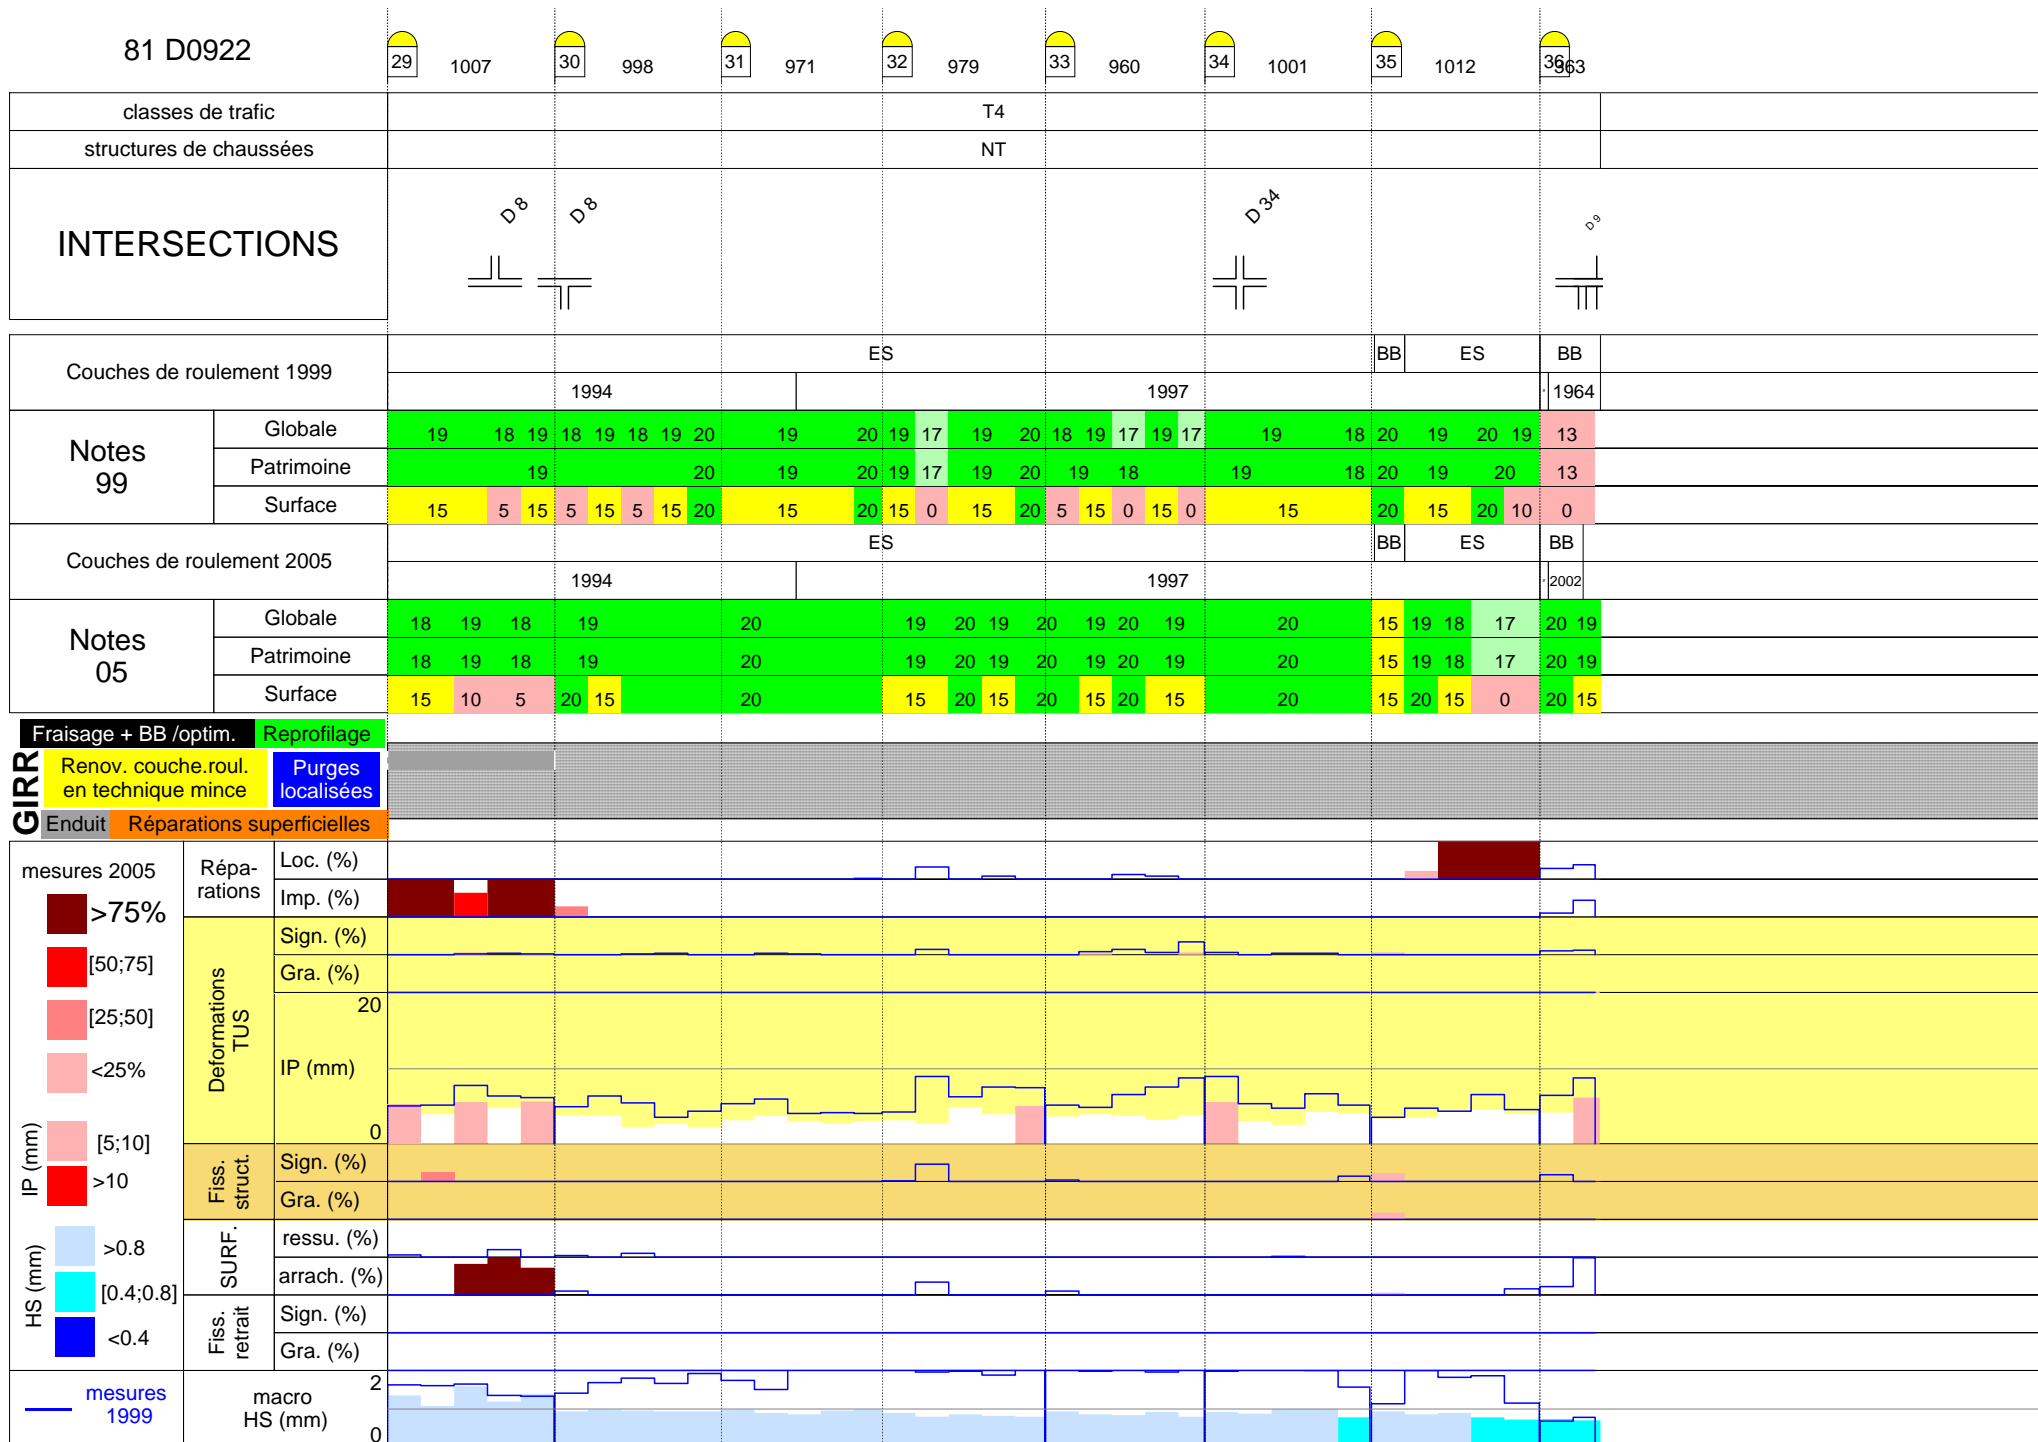 81 D0922
29 1007 30 998 31 971 32 979 33 960 34 1001 35 1012 36 363
classes de trafic T4
structures de chaussées NT
INTERSECTIONS
D 8 D 8 D 34 D 9
Couches de roulement 1999
ES BB ES BB
1994 1997 1964
Notes 99
Globale 19 18 19 18 19 18 19 20 19 20 19 17 19 20 18 19 17 19 17 19 18 20 19 20 19 13
Patrimoine 19 20 19 20 19 17 19 20 19 18 19 18 20 19 20 13
Surface 15 5 15 5 15 5 15 20 15 20 15 0 15 20 5 15 0 15 0 15 20 15 20 10 0
Couches de roulement 2005
ES BB ES BB
1994 1997 2002
Notes 05
Globale 18 19 18 19 20 19 20 19 20 19 20 19 20 15 19 18 17 20 19
Patrimoine 18 19 18 19 20 19 20 19 20 19 20 19 20 15 19 18 17 20 19
Surface 15 10 5 20 15 20 15 20 15 20 15 20 15 20 15 20 15 0 20 15
GIRR
Fraisage + BB /optim. Reprofilage
Renov. couche.roul.
en technique mince
Purges
localisées
Enduit Réparations superficielles
mesures 2005
>75%
[50;75]
[25;50]
<25%
IP (mm)
[5;10]
>10
HS (mm)
>0.8
[0.4;0.8]
<0.4
mesures
1999
Répa-
rations
Loc. (%)
Imp. (%)
Deformations
TUS
Sign. (%)
Gra. (%)
20
IP (mm)
0
Fiss.
struct.
Sign. (%)
Gra. (%)
SURF.
ressu. (%)
arrach. (%)
Fiss.
retrait
Sign. (%)
Gra. (%)
macro
HS (mm)
2
0